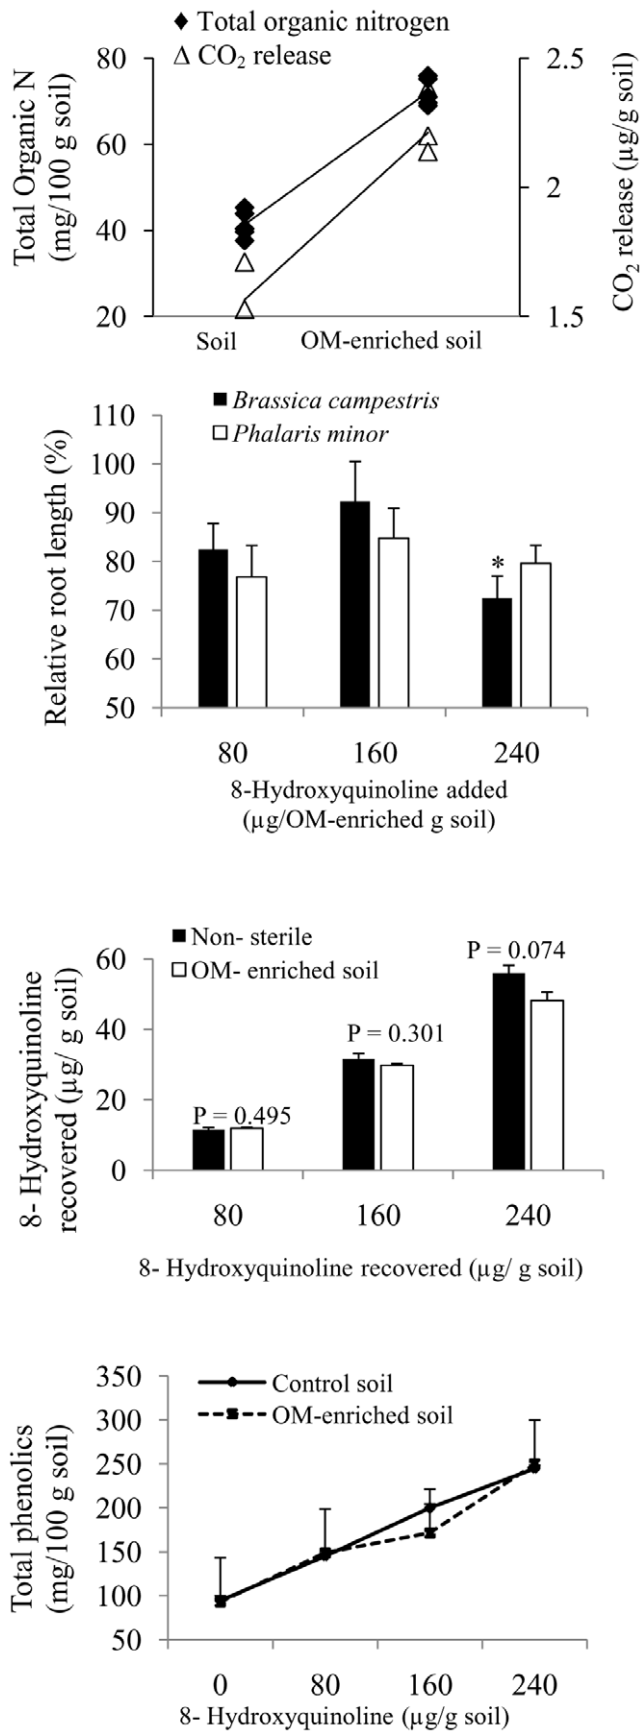 Total organic nitrogen
CO2 release
80
60
40
20
Total Organic N
(mg/100 g soil)
2.5
2
1.5
CO2 release (µg/g soil)
Soil
OM-enriched soil
Brassica campestris
Phalaris minor
110
100
90
80
70
60
50
Relative root length (%)
*
80
160
240
8-Hydroxyquinoline added
(µg/OM-enriched g soil)
Non- sterile
OM- enriched soil
60
40
20
0
8- Hydroxyquinoline
recovered (µg/ g soil)
P = 0.495
P = 0.301
P = 0.074
80
160
240
8- Hydroxyquinoline recovered (µg/ g soil)
Control soil
OM-enriched soil
350
300
250
200
150
100
50
Total phenolics
(mg/100 g soil)
0
80
160
240
8- Hydroxyquinoline (µg/g soil)